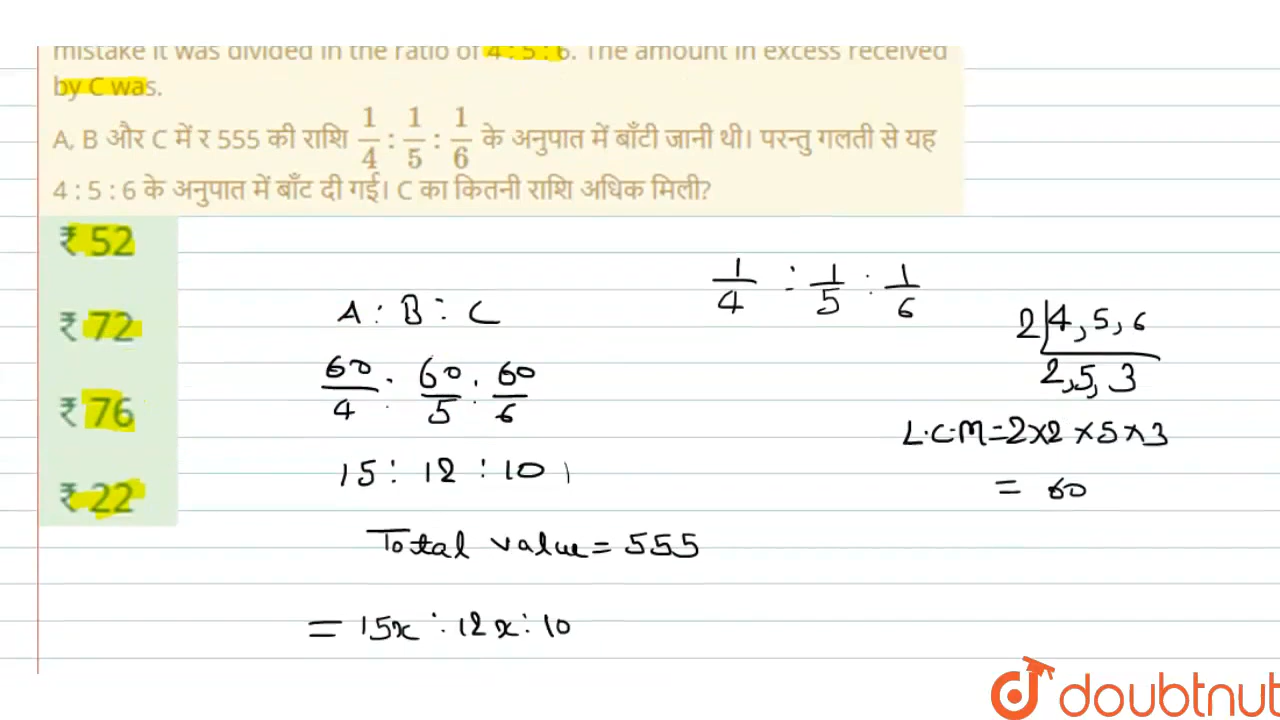 mistake it was divided in the ratio of 4 : 5 : 6. The amount in excess received
by C was.
A, B और C में र 555 की राशि 1/4 : 1/5 : 1/6 के अनुपात में बाँटी जानी थी। परन्तु गलती से यह
4 : 5 : 6 के अनुपात में बाँट दी गई। C का कितनी राशि अधिक मिली?
₹ 52
₹ 72
₹ 76
₹ 22
A : B : C
60/4 : 60/5 : 60/6
15 : 12 : 10
Total value = 555
= 15x : 12x : 10
1/4 : 1/5 : 1/6
2 | 4, 5, 6
2, 5, 3
L.C.M = 2 × 2 × 5 × 3
= 60
doubtnut